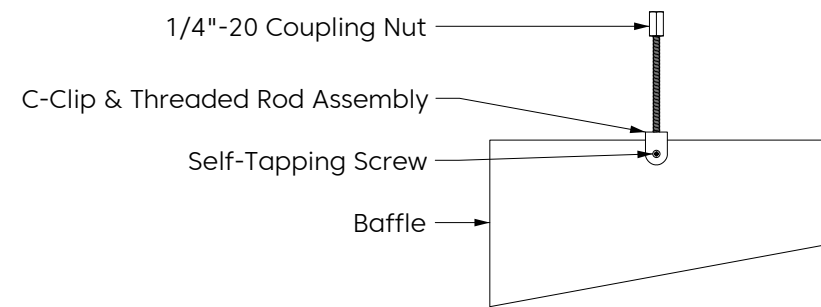 1/4"-20 Coupling Nut
C-Clip & Threaded Rod Assembly
Self-Tapping Screw
Baffle